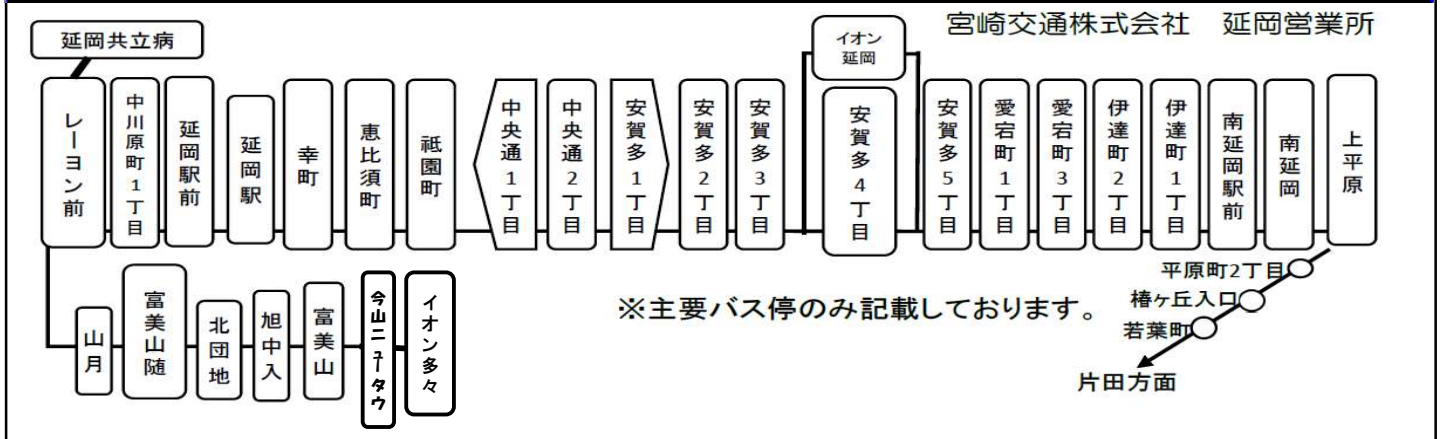 宮崎交通株式会社 延岡営業所
延岡共立病
イオン
延岡
レーヨン前
中川原町1丁目
延岡駅前
延岡駅
幸町
恵比須町
祗園町
中央通1丁目
中央通2丁目
安賀多1丁目
安賀多2丁目
安賀多3丁目
安賀多4丁目
安賀多5丁目
愛宕町1丁目
愛宕町3丁目
伊達町2丁目
伊達町1丁目
南延岡駅前
南延岡
上平原
平原町2丁目
椿ヶ丘入口
若葉町
片田方面
山月
富美山随
北団地
旭中入
富美山
今山ニュータウ
イオン多々
※主要バス停のみ記載しております。